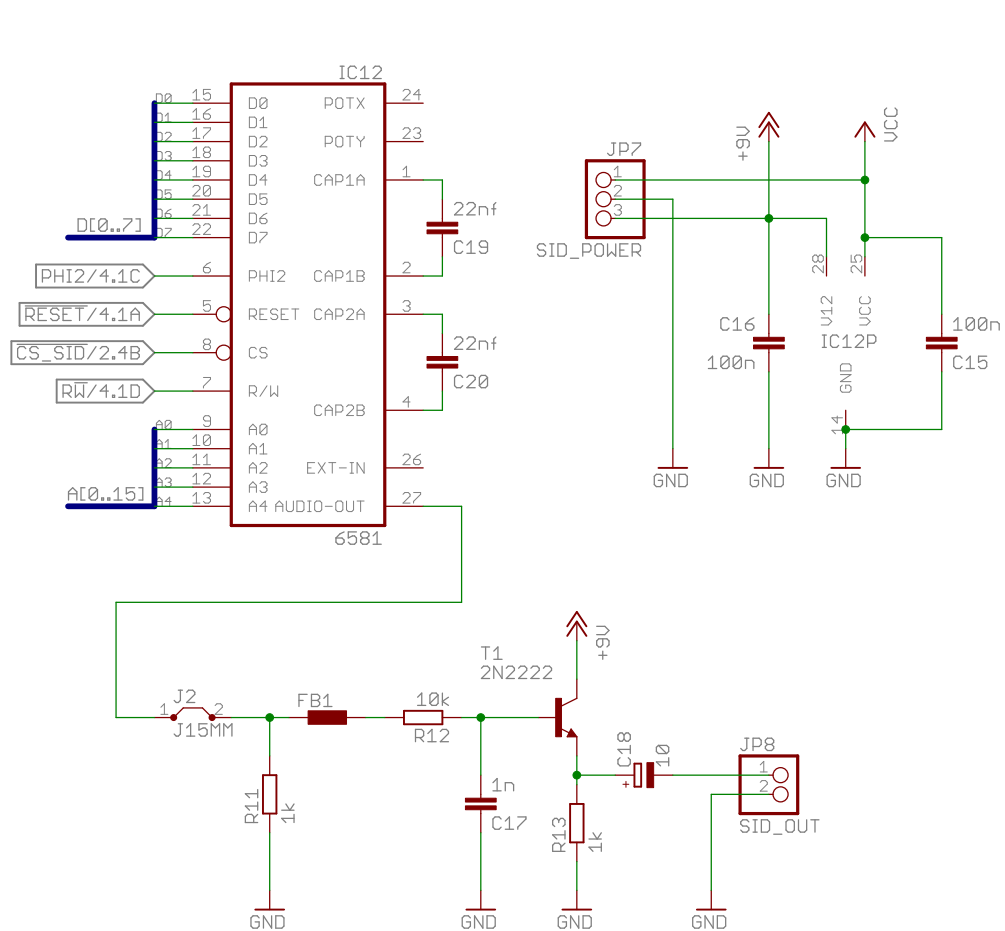 IC12
D0 15 D0 POTX 24
D1 16 D1
D2 17 D2 POTY 23
D3 18 D3
D4 19 D4 CAP1A 1
D5 20 D5
D6 21 D6
D7 22 D7
D[0..7]
22nf
C19
PHI2/4.1C 6 PHI2 CAP1B 2
RESET/4.1A 5 RESET CAP2A 3
CS_SID/2.4B 8 CS
22nf
C20
RW/4.1D 7 R/W
CAP2B 4
A0 9 A0
A1 10 A1
A2 11 A2 EXT-IN 26
A3 12 A3
A4 13 A4 AUDIO-OUT 27
A[0..15]
6581
JP7
1
2
3
SID_POWER
+9V
VCC
28
25
V12
VCC
IC12P
GND
14
C16
100n
100n
C15
GND
GND
GND
J2
1 2
J15MM
FB1
10k
R12
T1
2N2222
+9V
R11
1k
1n
C17
C18
10
+
R13
1k
JP8
1
2
SID_OUT
GND
GND
GND
GND